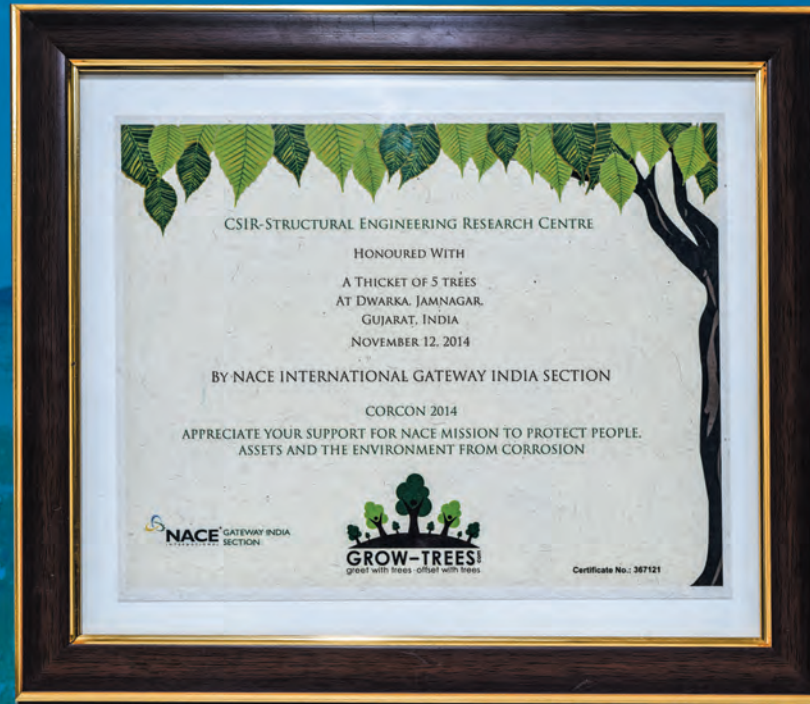 CSIR-STRUCTURAL ENGINEERING RESEARCH CENTRE
HONOURED WITH
A THICKET OF 5 TREES
AT DWARKA, JAMNAGAR,
GUJARAT, INDIA
NOVEMBER 12, 2014
BY NACE INTERNATIONAL GATEWAY INDIA SECTION
CORCON 2014
APPRECIATE YOUR SUPPORT FOR NACE MISSION TO PROTECT PEOPLE,
ASSETS AND THE ENVIRONMENT FROM CORROSION
NACE GATEWAY INDIA
INTERNATIONAL SECTION
GROW-TREES.com
greet with trees · offset with trees
Certificate No.: 367121